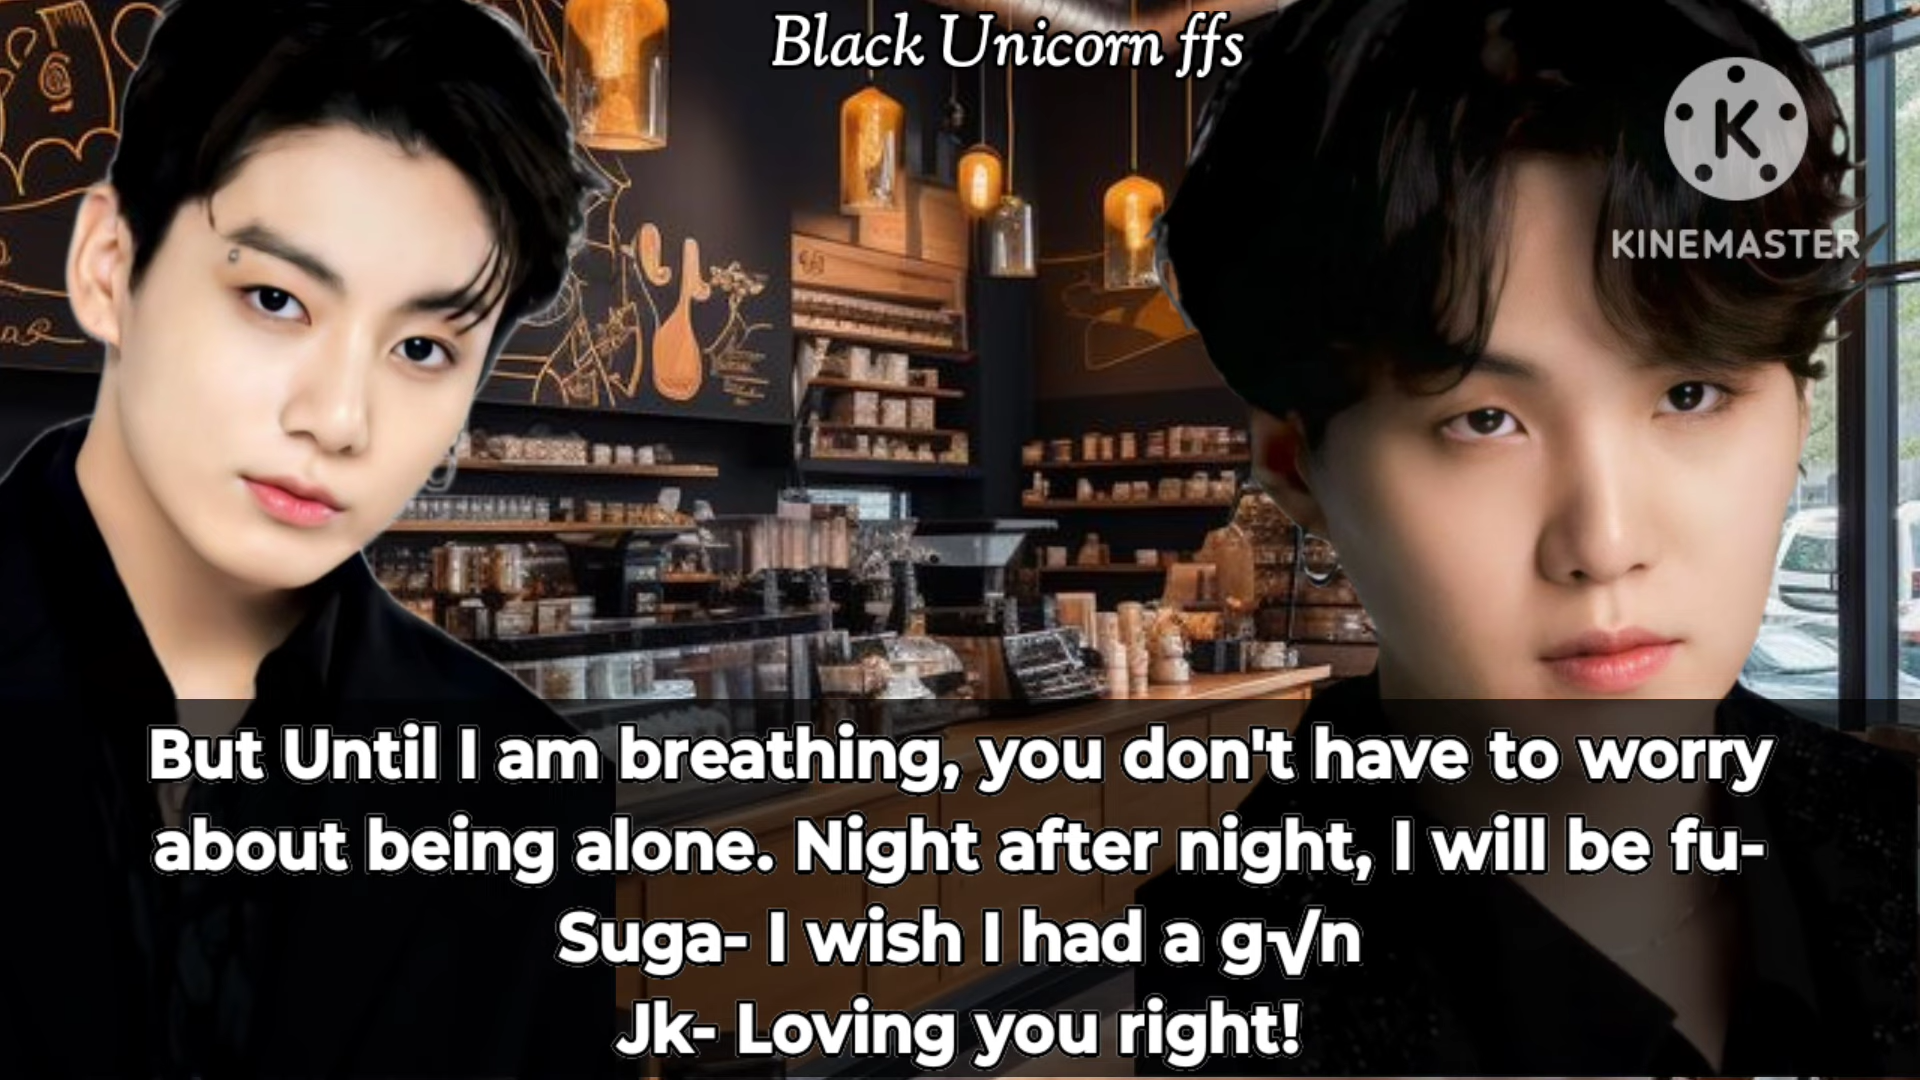 Black Unicorn ffs
K
KINEMASTER
But Until I am breathing, you don't have to worry
about being alone. Night after night, I will be fu-
Suga- I wish I had a g√n
Jk- Loving you right!